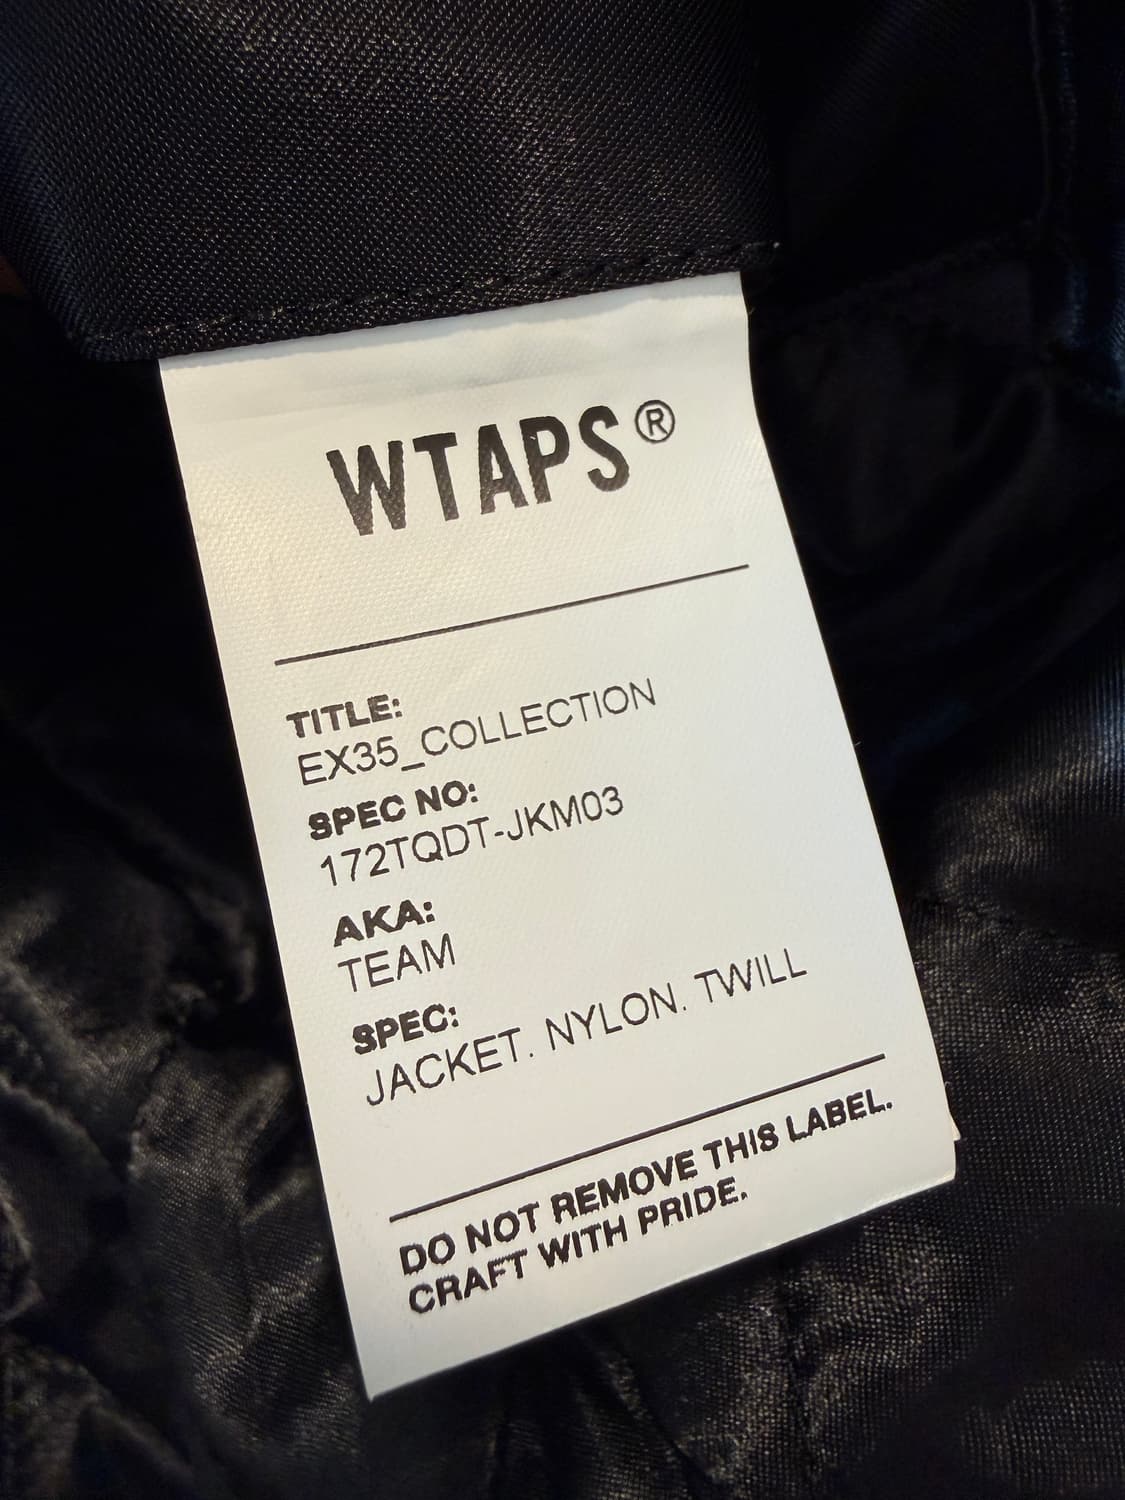 WTAPS®
TITLE:
EX35_COLLECTION
SPEC NO:
172TQDT-JKM03
AKA:
TEAM
SPEC:
JACKET. NYLON. TWILL
DO NOT REMOVE THIS LABEL.
CRAFT WITH PRIDE.